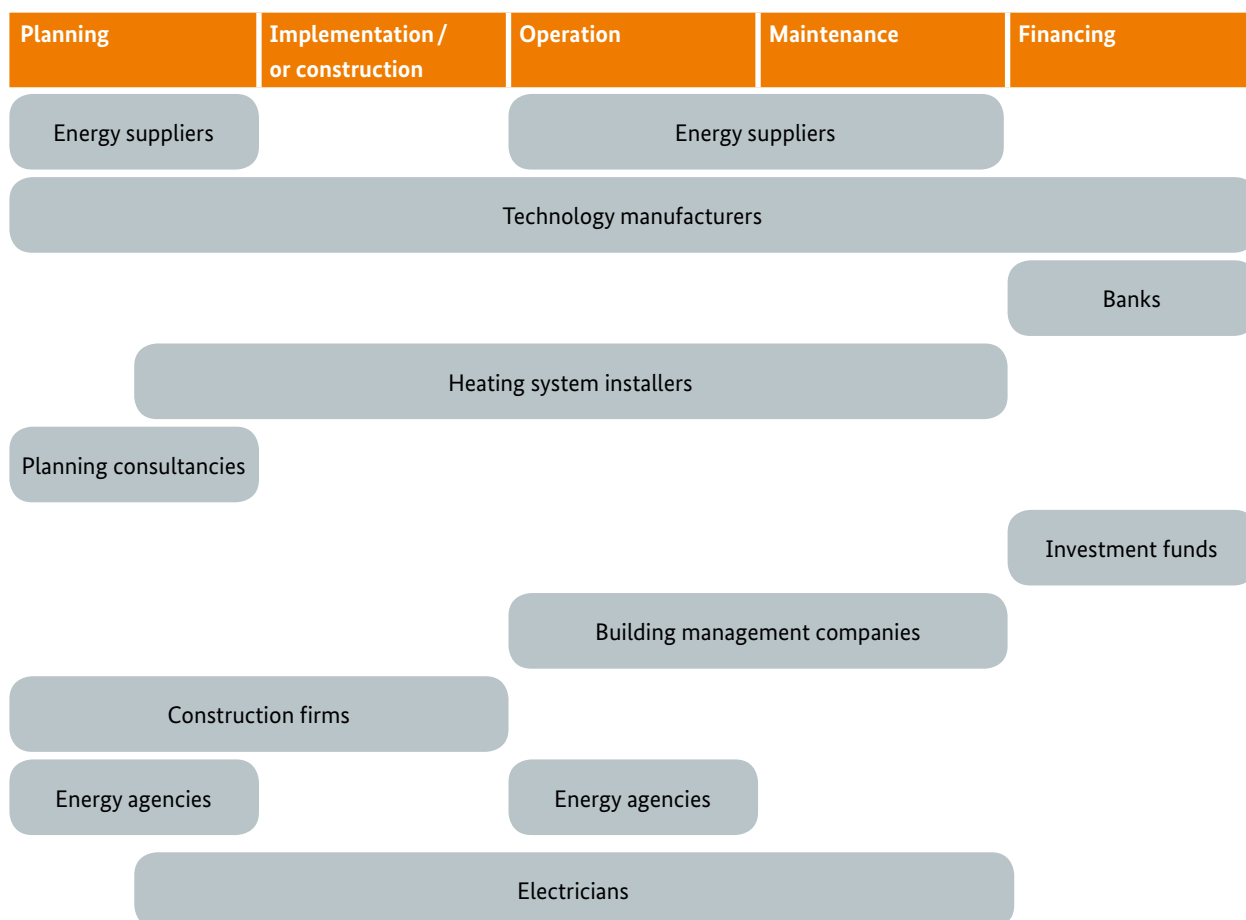 Planning
Implementation /
or construction
Operation
Maintenance
Financing
Energy suppliers
Energy suppliers
Technology manufacturers
Banks
Heating system installers
Planning consultancies
Investment funds
Building management companies
Construction firms
Energy agencies
Energy agencies
Electricians